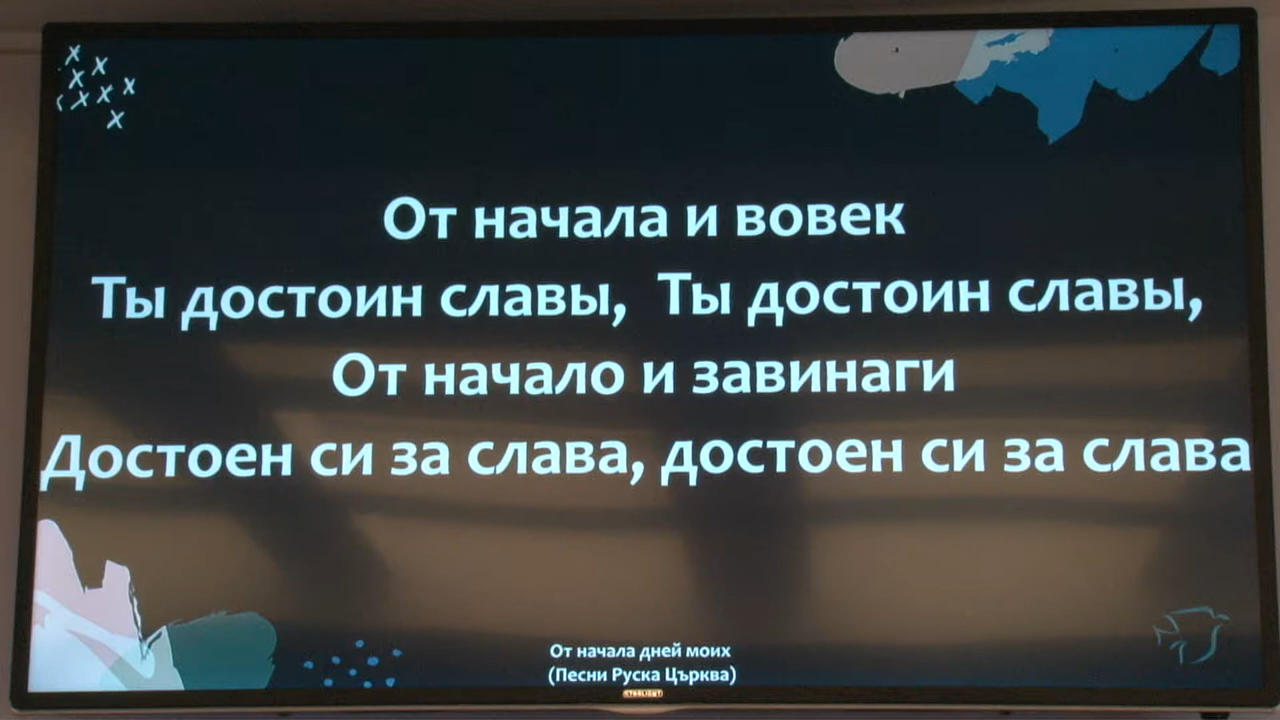 От начала и вовек
Ты достоин славы, Ты достоин славы,
От начало и завинаги
Достоен си за слава, достоен си за слава
От начала дней моих
(Песни Руска Църква)
STARLIGHT